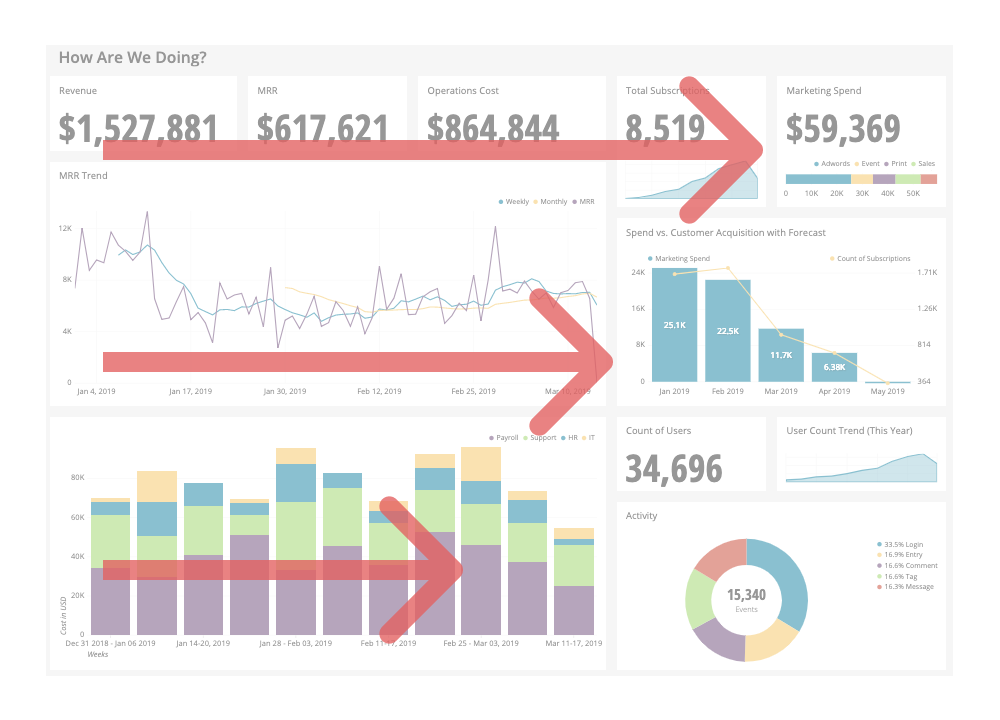 How Are We Doing?
Revenue
$1,527,881
MRR
$617,621
Operations Cost
$864,844
Total Subscriptions
8,519
Marketing Spend
$59,369
Adwords Event Print Sales
0 10K 20K 30K 40K 50K
MRR Trend
Weekly Monthly MRR
12K
8K
4K
0
Jan 4, 2019 Jan 17, 2019 Jan 30, 2019 Feb 12, 2019 Feb 25, 2019 Mar 10, 2019
Spend vs. Customer Acquisition with Forecast
Marketing Spend Count of Subscriptions
24K 1.71K
16K 1.26K
8K 814
0 364
25.1K 22.5K 11.7K 6.38K
Jan 2019 Feb 2019 Mar 2019 Apr 2019 May 2019
Payroll Support HR IT
80K
60K
40K
20K
0
Cost in USD
Dec 31 2018 - Jan 06 2019 Jan 14-20, 2019 Jan 28 - Feb 03, 2019 Feb 11-17, 2019 Feb 25 - Mar 03, 2019 Mar 11-17, 2019
Weeks
Count of Users
34,696
User Count Trend (This Year)
Activity
15,340
Events
33.5% Login
16.9% Entry
16.6% Comment
16.6% Tag
16.3% Message